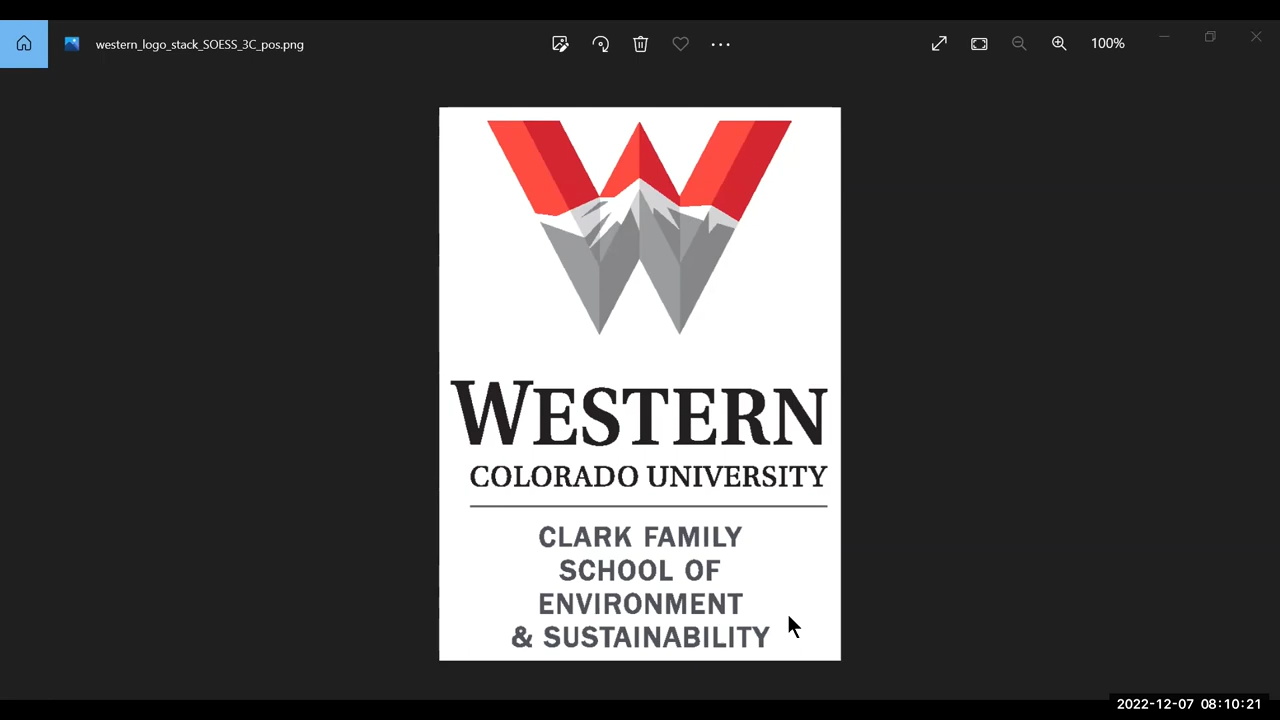 western_logo_stack_SOESS_3C_pos.png
100%
WESTERN
COLORADO UNIVERSITY
CLARK FAMILY
SCHOOL OF
ENVIRONMENT
& SUSTAINABILITY
2022-12-07 08:10:21